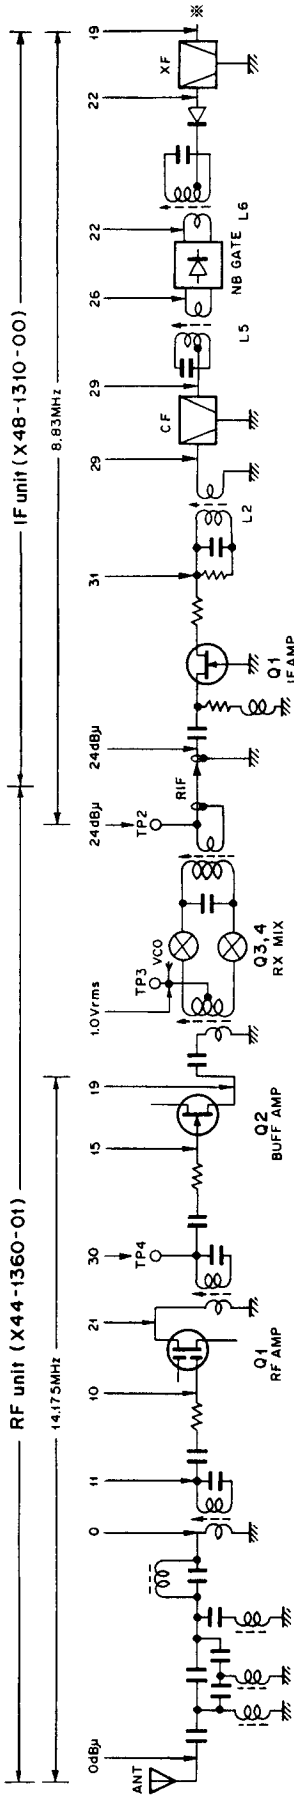 RF unit (X44-1360-01)
IF unit (X48-1310-00)
14.175MHz
8.83MHz
0dBμ
0
11
10
21
30
15
19
1.0Vrms
24dBμ
24dBμ
31
29
29
26
22
22
19
※
ANT
TP4
TP3
VCO
TP2
RIF
CF
NB GATE
XF
L2
L5
L6
Q1
RF AMP
Q2
BUFF AMP
Q3,4
RX MIX
Q1
IF AMP